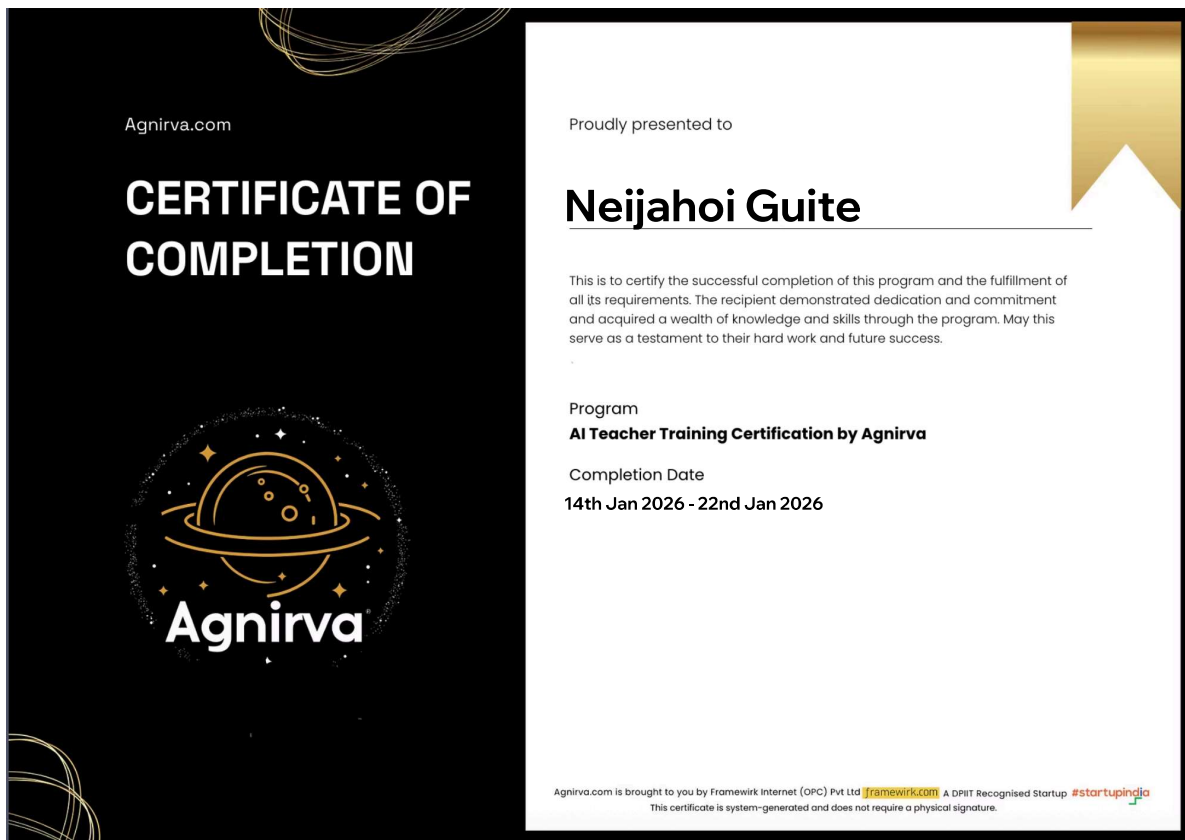 Agnirva.com
CERTIFICATE OF
COMPLETION
Agnirva
Proudly presented to
Neijahoi Guite
This is to certify the successful completion of this program and the fulfillment of
all its requirements. The recipient demonstrated dedication and commitment
and acquired a wealth of knowledge and skills through the program. May this
serve as a testament to their hard work and future success.
Program
AI Teacher Training Certification by Agnirva
Completion Date
14th Jan 2026 - 22nd Jan 2026
Agnirva.com is brought to you by Framewirk Internet (OPC) Pvt Ltd framewirk.com A DPIIT Recognised Startup #startupindia
This certificate is system-generated and does not require a physical signature.